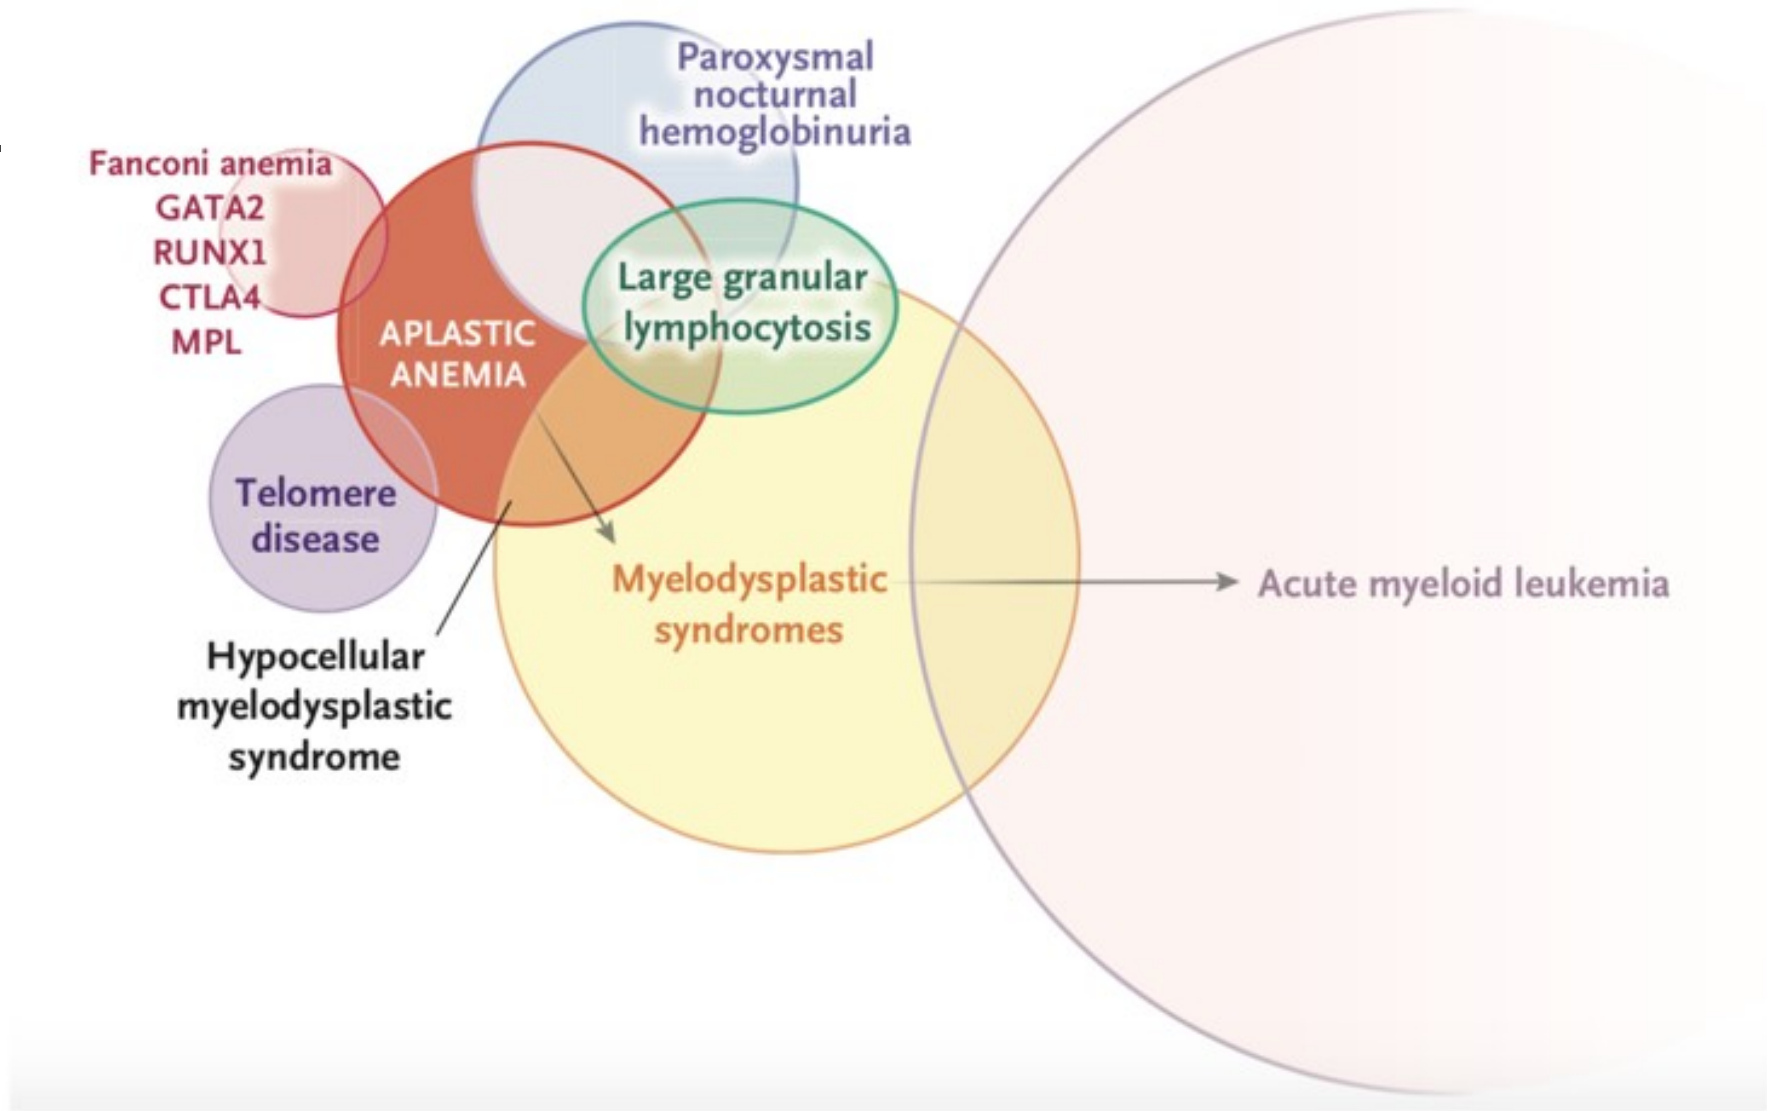 Paroxysmal
nocturnal
hemoglobinuria
Fanconi anemia
GATA2
RUNX1
CTLA4
MPL
Large granular
lymphocytosis
APLASTIC
ANEMIA
Telomere
disease
Myelodysplastic
syndromes
Acute myeloid leukemia
Hypocellular
myelodysplastic
syndrome